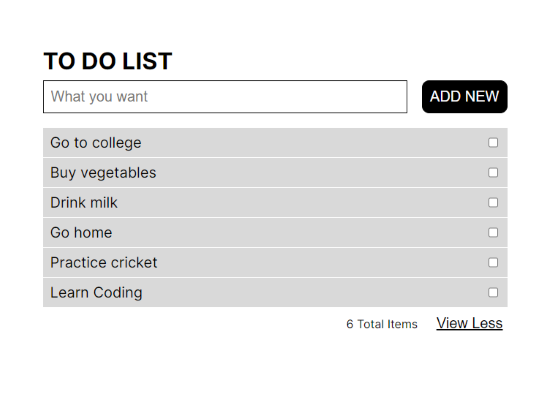 TO DO LIST
What you want
ADD NEW
Go to college
Buy vegetables
Drink milk
Go home
Practice cricket
Learn Coding
6 Total Items View Less